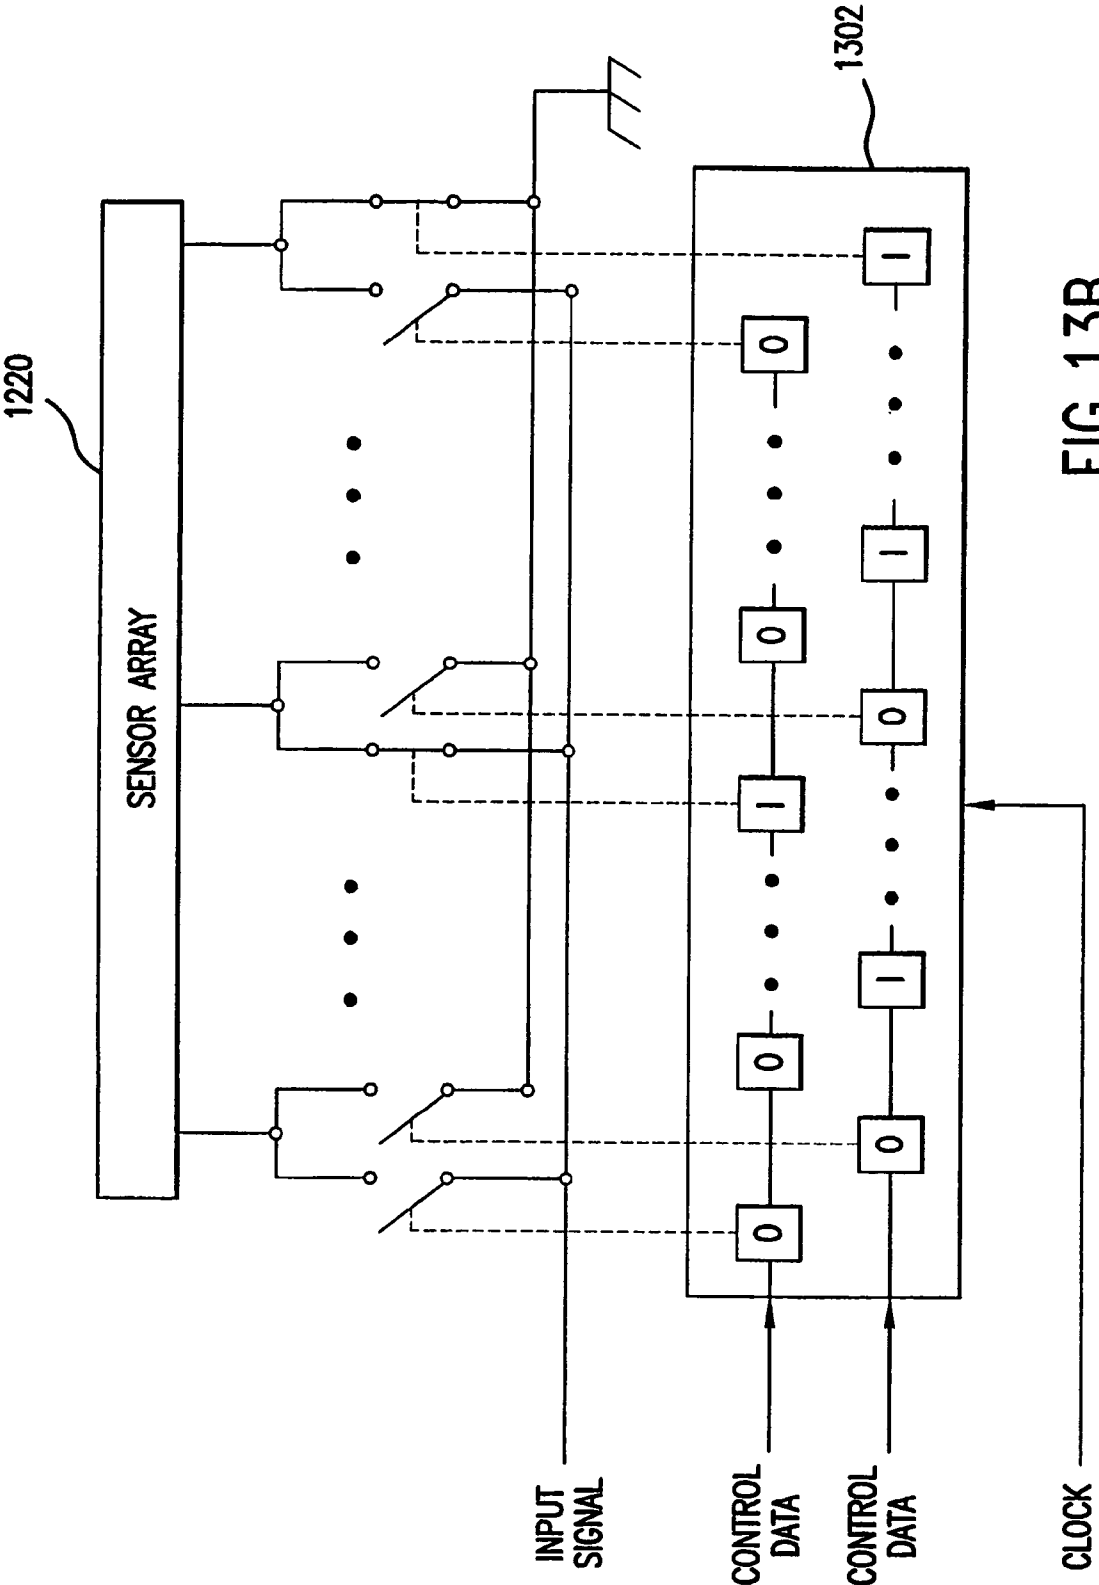 1220
SENSOR ARRAY
INPUT
SIGNAL
1302
CONTROL
DATA
0 0 1 0 0
CONTROL
DATA
0 1 0 1 1
CLOCK
FIG. 13B